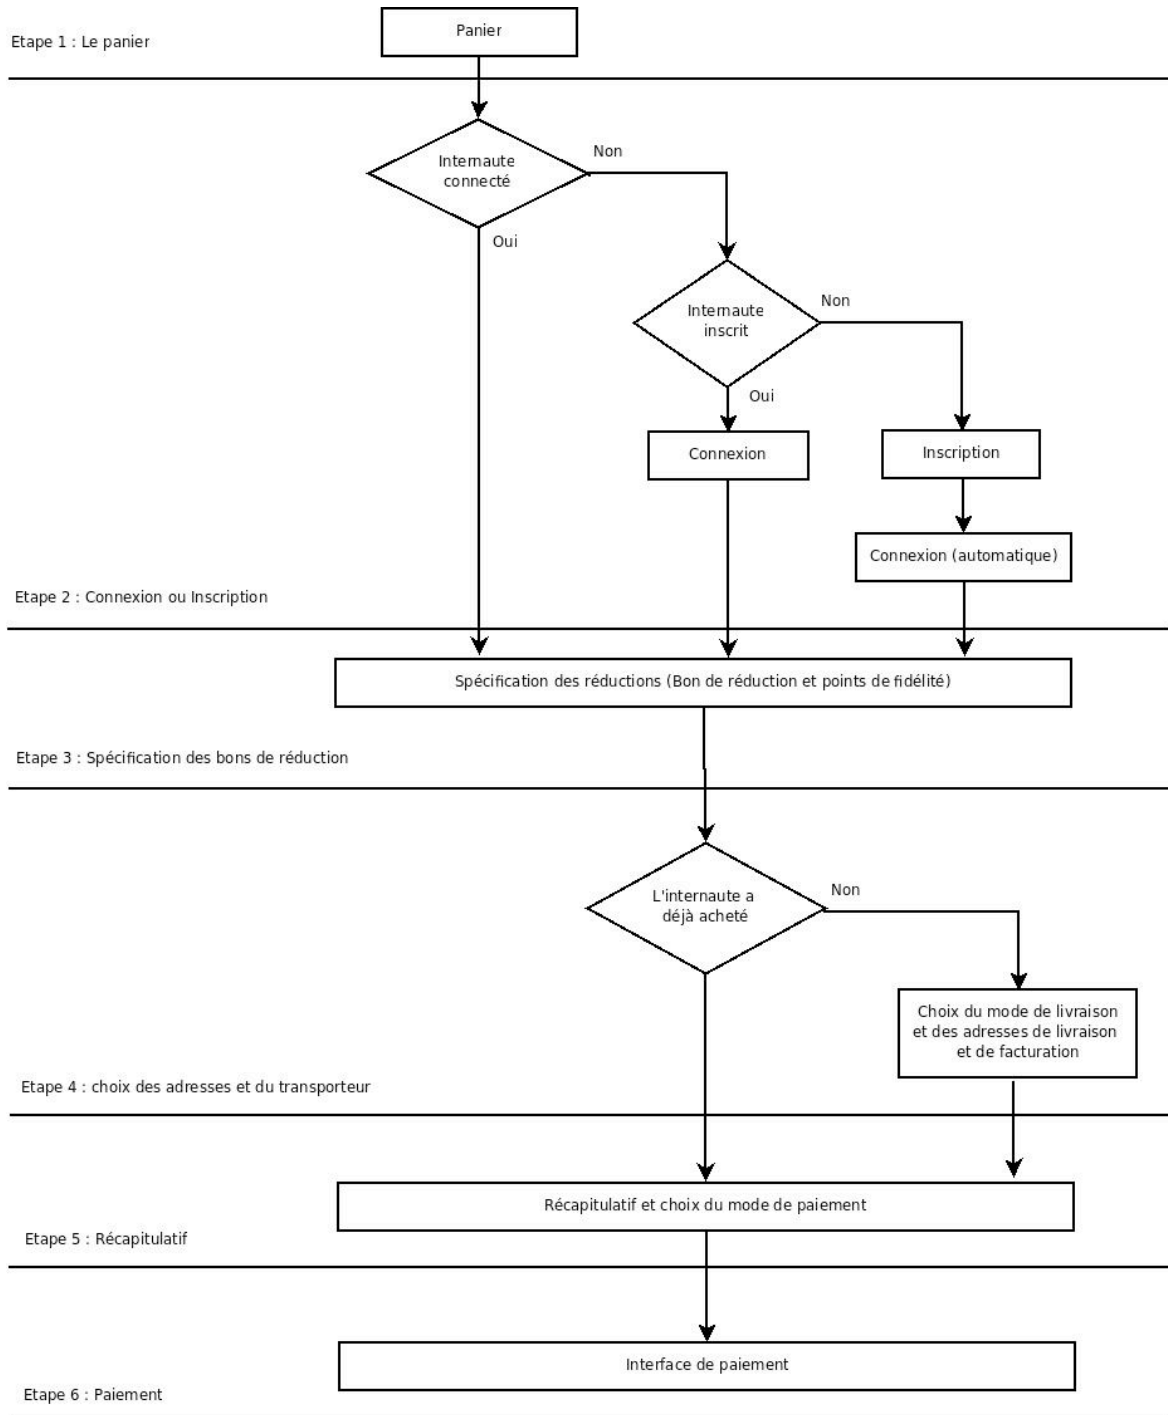 Panier
Etape 1 : Le panier
Internaute
connecté
Non
Oui
Internaute
inscrit
Non
Oui
Connexion
Inscription
Connexion (automatique)
Etape 2 : Connexion ou Inscription
Spécification des réductions (Bon de réduction et points de fidélité)
Etape 3 : Spécification des bons de réduction
L'internaute a
déjà acheté
Non
Choix du mode de livraison
et des adresses de livraison
et de facturation
Etape 4 : choix des adresses et du transporteur
Récapitulatif et choix du mode de paiement
Etape 5 : Récapitulatif
Interface de paiement
Etape 6 : Paiement